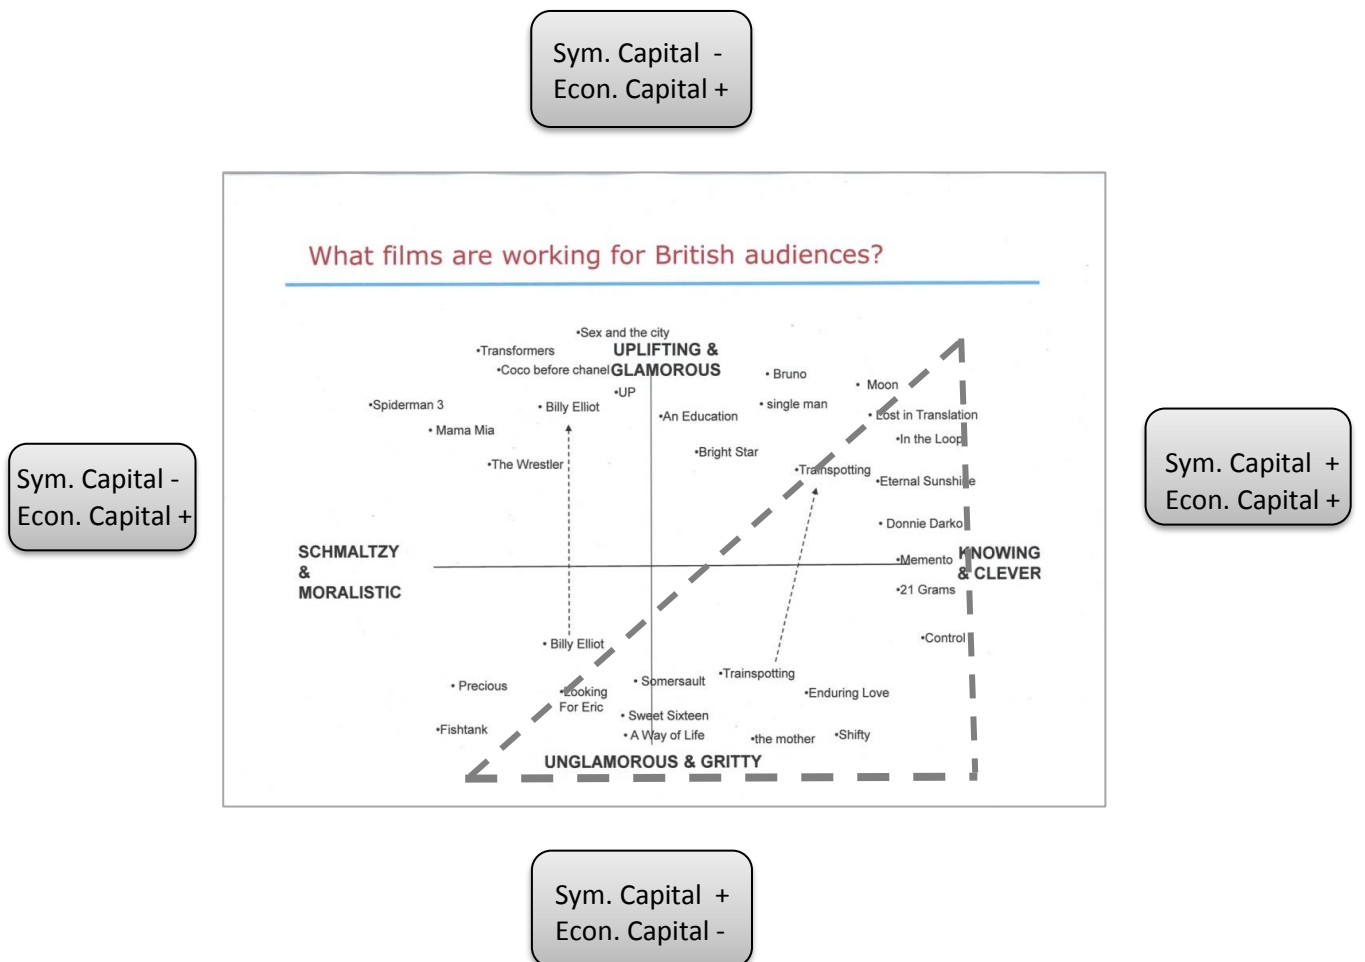 Sym. Capital -
Econ. Capital +
What films are working for British audiences?
•Sex and the city
•Transformers
UPLIFTING &
•Coco before chanel
GLAMOROUS
• Bruno
• Moon
•UP
•Spiderman 3
• Billy Elliot
• single man
•An Education
• Lost in Translation
• Mama Mia
•In the Loop
•Bright Star
•The Wrestler
•Trainspotting
•Eternal Sunshine
Sym. Capital -
Econ. Capital +
Sym. Capital +
Econ. Capital +
• Donnie Darko
SCHMALTZY
&
MORALISTIC
•Memento
KNOWING
& CLEVER
•21 Grams
•Control
• Billy Elliot
• Precious
•Looking
For Eric
• Somersault
•Trainspotting
•Enduring Love
• Sweet Sixteen
•Fishtank
• A Way of Life
•the mother
•Shifty
UNGLAMOROUS & GRITTY
Sym. Capital +
Econ. Capital -